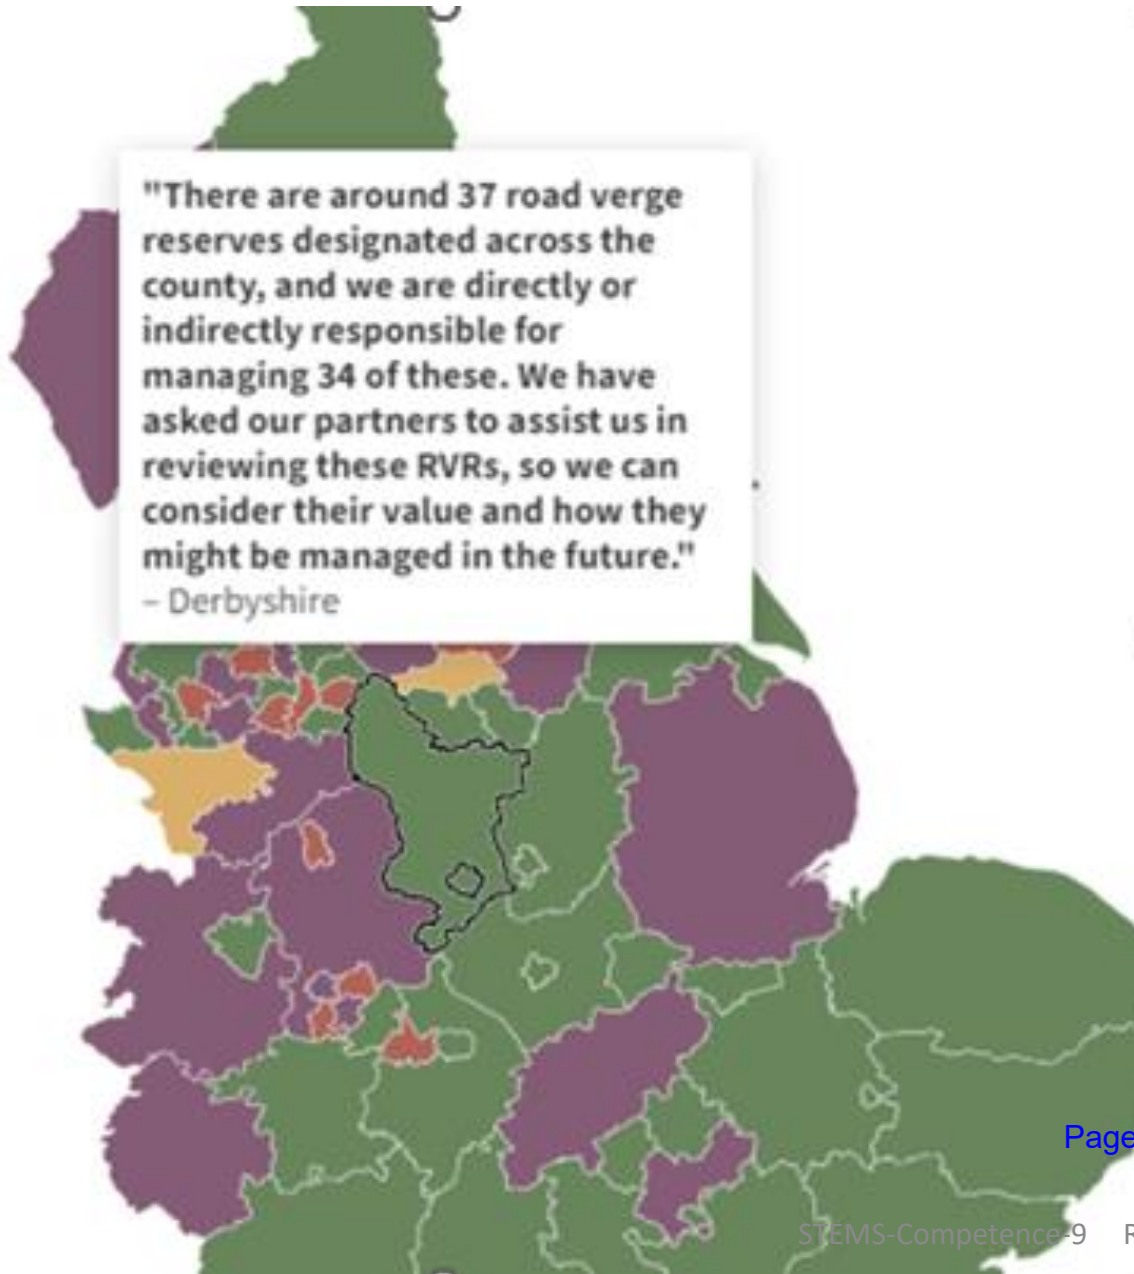 "There are around 37 road verge
reserves designated across the
county, and we are directly or
indirectly responsible for
managing 34 of these. We have
asked our partners to assist us in
reviewing these RVRs, so we can
consider their value and how they
might be managed in the future."
– Derbyshire
Page
STEMS-Competence-9 R